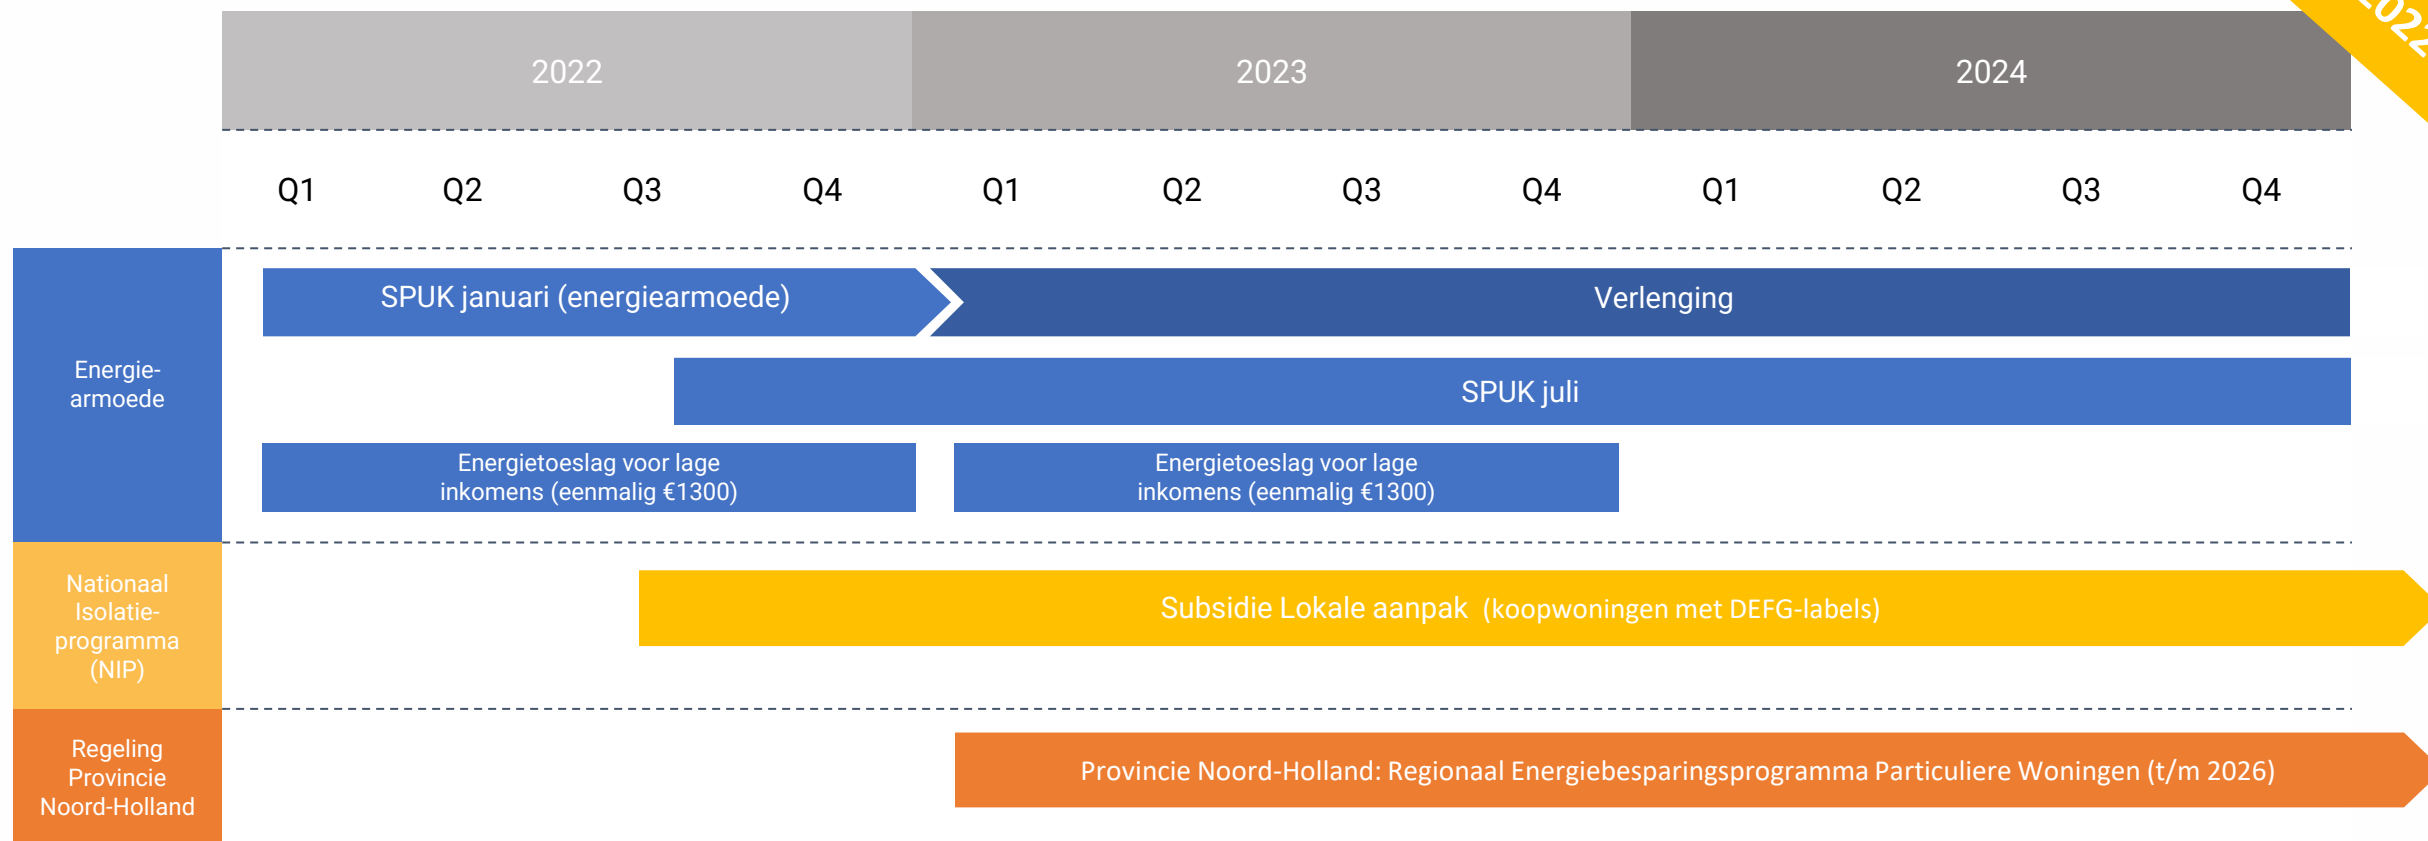 2022
2023
2024
2022
Q1 Q2 Q3 Q4 Q1 Q2 Q3 Q4 Q1 Q2 Q3 Q4
Energie-
armoede
SPUK januari (energiearmoede)
Verlenging
SPUK juli
Energietoeslag voor lage
inkomens (eenmalig €1300)
Energietoeslag voor lage
inkomens (eenmalig €1300)
Nationaal
Isolatie-
programma
(NIP)
Subsidie Lokale aanpak (koopwoningen met DEFG-labels)
Regeling
Provincie
Noord-Holland
Provincie Noord-Holland: Regionaal Energiebesparingsprogramma Particuliere Woningen (t/m 2026)